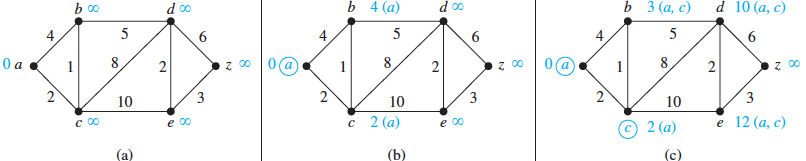 b ∞ d ∞
4 5 6
0 a 1 8 2 z ∞
2 10 3
c ∞ e ∞
(a)
b 4 (a) d ∞
4 5 6
0 a 1 8 2 z ∞
2 10 3
c 2 (a) e ∞
(b)
b 3 (a, c) d 10 (a, c)
4 5 6
0 a 1 8 2 z ∞
2 10 3
c 2 (a) e 12 (a, c)
(c)